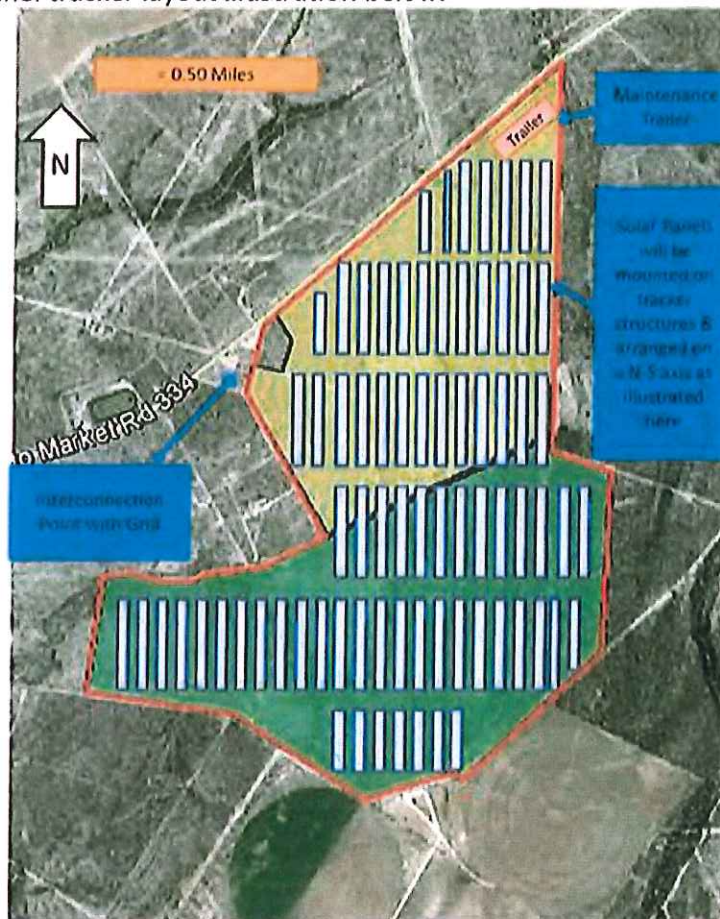 = 0.50 Miles
N
Trailer
Maintenance
Trailer
Solar Panels
will be
mounted on
tracker
structures &
arranged on
a N-S axis as
illustrated
here
o Market Rd 334
Interconnection
Point with Grid